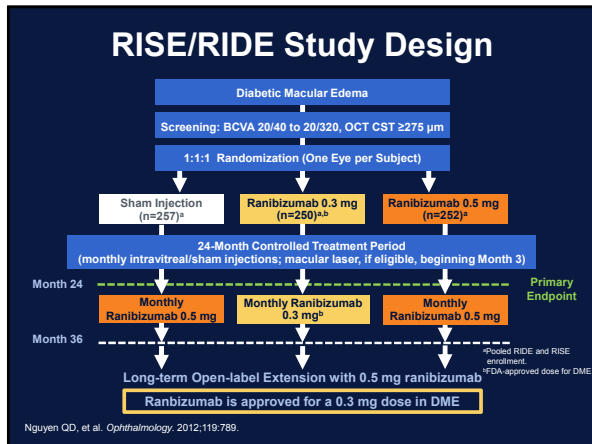 RISE/RIDE Study Design
Diabetic Macular Edema
Screening: BCVA 20/40 to 20/320, OCT CST ≥275 µm
1:1:1 Randomization (One Eye per Subject)
Sham Injection
(n=257)ᵃ
Ranibizumab 0.3 mg
(n=250)ᵃ,ᵇ
Ranibizumab 0.5 mg
(n=252)ᵃ
24-Month Controlled Treatment Period
(monthly intravitreal/sham injections; macular laser, if eligible, beginning Month 3)
Month 24
Primary
Endpoint
Monthly
Ranibizumab 0.5 mg
Monthly Ranibizumab
0.3 mgᵇ
Monthly
Ranibizumab 0.5 mg
Month 36
ᵃPooled RIDE and RISE
enrollment.
ᵇFDA-approved dose for DME
Long-term Open-label Extension with 0.5 mg ranibizumab
Ranbizumab is approved for a 0.3 mg dose in DME
Nguyen QD, et al. Ophthalmology. 2012;119:789.